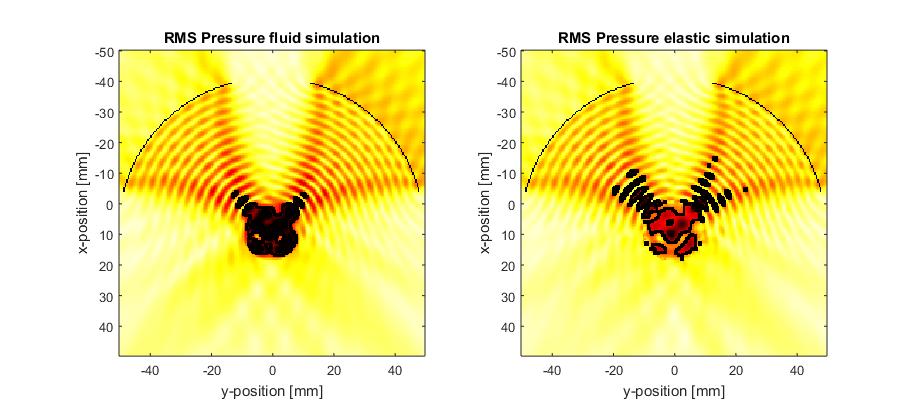 RMS Pressure fluid simulation
x-position [mm]
-50
-40
-30
-20
-10
0
10
20
30
40
-40 -20 0 20 40
y-position [mm]
RMS Pressure elastic simulation
x-position [mm]
-50
-40
-30
-20
-10
0
10
20
30
40
-40 -20 0 20 40
y-position [mm]